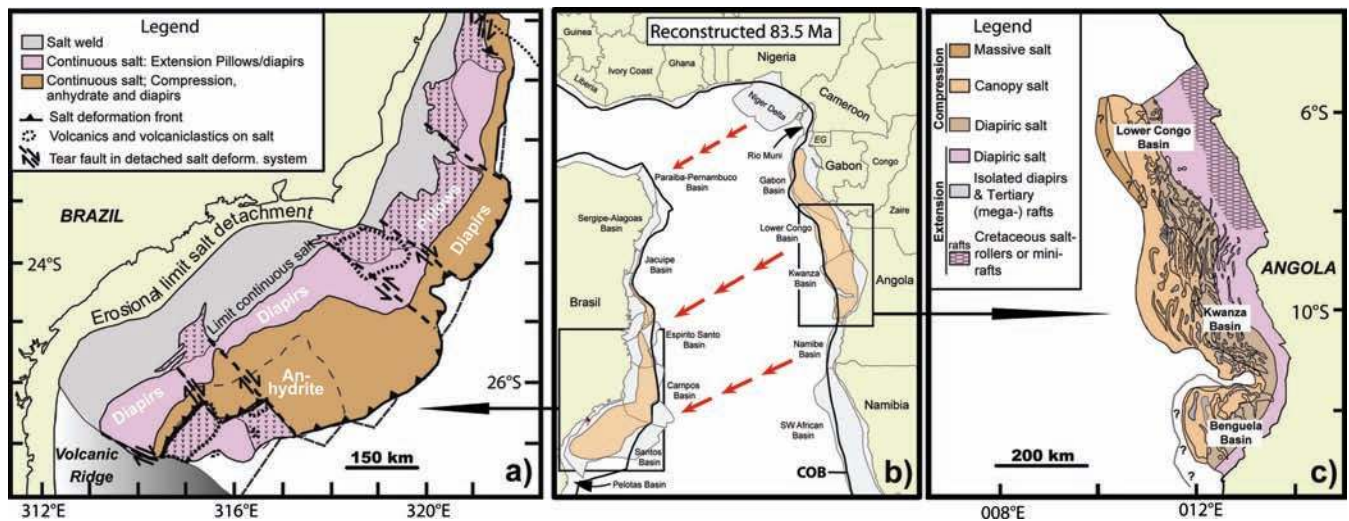 Legend
Salt weld
Continuous salt: Extension Pillows/diapirs
Continuous salt; Compression,
anhydrate and diapirs
Salt deformation front
Volcanics and volcaniclastics on salt
Tear fault in detached salt deform. system
BRAZIL
Erosional limit salt detachment
Limit continuous salt
Pillows
Diapirs
Diapirs
An-
hydrite
Diapirs
Volcanic
Ridge
24°S
26°S
150 km
a)
312°E
316°E
320°E
Reconstructed 83.5 Ma
Guinea
Ivory Coast
Ghana
Liberia
Nigeria
Niger Delta
Cameroon
Rio Muni
EG
Gabon
Congo
Paraiba-Pernambuco
Basin
Gabon
Basin
Zaire
Sergipe-Alagoas
Basin
Lower Congo
Basin
Jacuipe
Basin
Kwanza
Basin
Angola
Brasil
Espirito Santo
Basin
Namibe
Basin
Campos
Basin
Namibia
SW African
Basin
Santos
Basin
COB
Pelotas Basin
b)
Legend
Compression
Massive salt
Canopy salt
Diapiric salt
Extension
Diapiric salt
Isolated diapirs
& Tertiary
(mega-) rafts
rafts
Cretaceous salt-
rollers or mini-
rafts
Lower Congo
Basin
6°S
ANGOLA
Kwanza
Basin
10°S
Benguela
Basin
?
?
?
?
?
200 km
c)
008°E
012°E